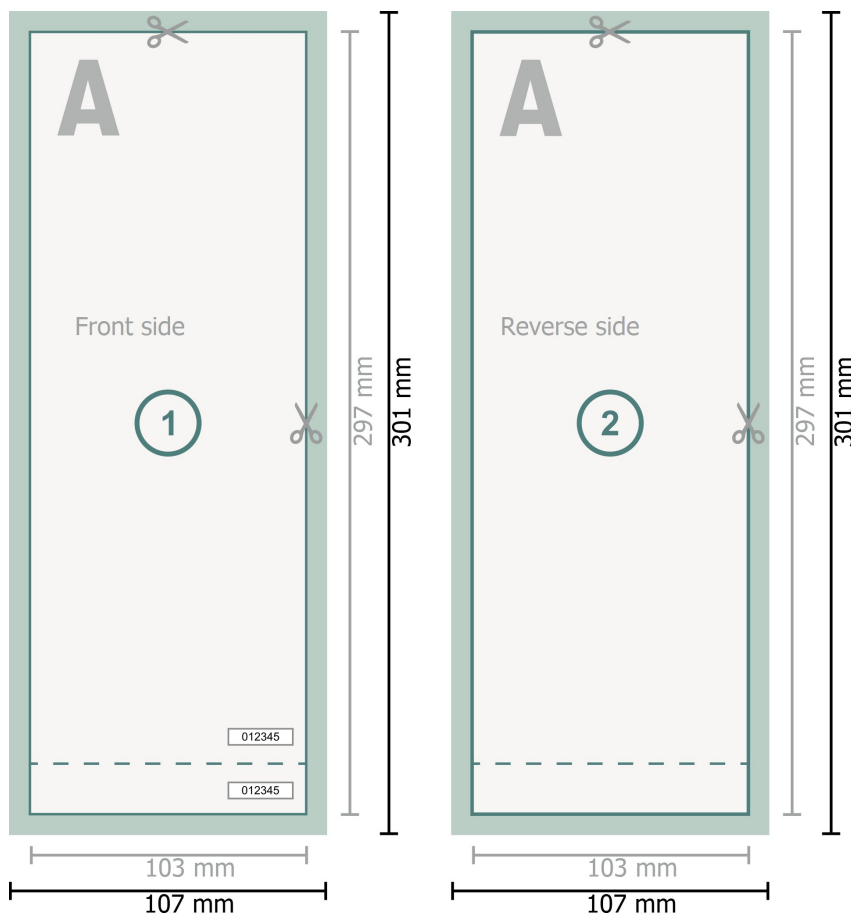 A
Front side
1
012345
012345
297 mm
301 mm
103 mm
107 mm
A
Reverse side
2
297 mm
301 mm
103 mm
107 mm